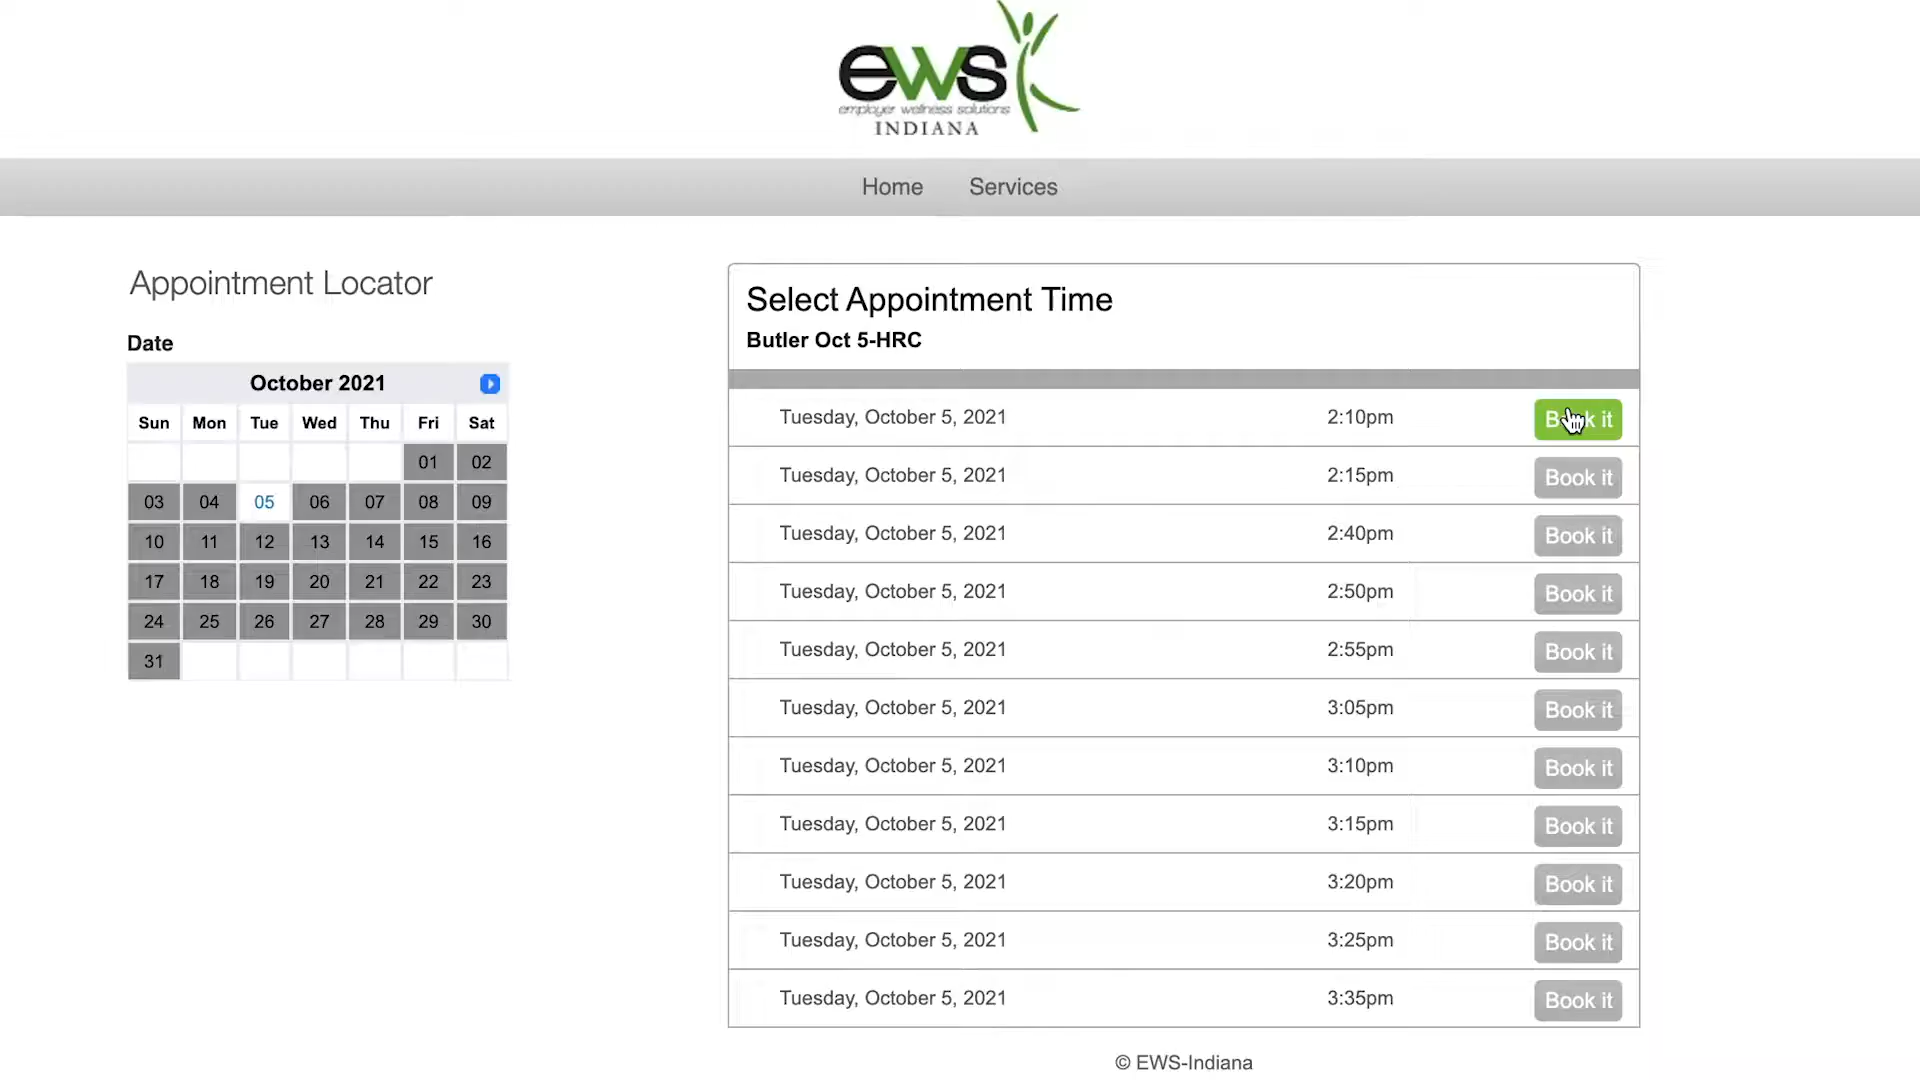 ews
employer wellness solutions
INDIANA
Home Services
Appointment Locator
Date
October 2021
Sun Mon Tue Wed Thu Fri Sat
01 02
03 04 05 06 07 08 09
10 11 12 13 14 15 16
17 18 19 20 21 22 23
24 25 26 27 28 29 30
31
Select Appointment Time
Butler Oct 5-HRC
Tuesday, October 5, 2021 2:10pm Book it
Tuesday, October 5, 2021 2:15pm Book it
Tuesday, October 5, 2021 2:40pm Book it
Tuesday, October 5, 2021 2:50pm Book it
Tuesday, October 5, 2021 2:55pm Book it
Tuesday, October 5, 2021 3:05pm Book it
Tuesday, October 5, 2021 3:10pm Book it
Tuesday, October 5, 2021 3:15pm Book it
Tuesday, October 5, 2021 3:20pm Book it
Tuesday, October 5, 2021 3:25pm Book it
Tuesday, October 5, 2021 3:35pm Book it
© EWS-Indiana